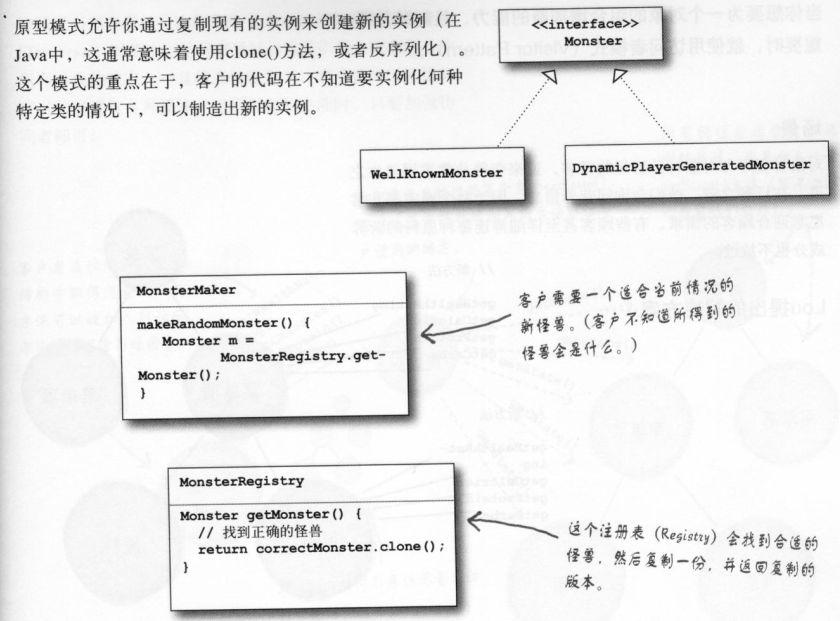 原型模式允许你通过复制现有的实例来创建新的实例（在
Java中，这通常意味着使用clone()方法，或者反序列化）
这个模式的重点在于，客户的代码在不知道要实例化何种
特定类的情况下，可以制造出新的实例。
<<interface>>
Monster
WellKnownMonster
DynamicPlayerGeneratedMonster
MonsterMaker
makeRandomMonster() {
Monster m =
MonsterRegistry.get-
Monster();
}
客户需要一个适合当前情况的
新怪兽。（客户不知道所得到的
怪兽会是什么。）
MonsterRegistry
Monster getMonster() {
// 找到正确的怪兽
return correctMonster.clone();
}
这个注册表（Registry）会找到合适的
怪兽，然后复制一份，并返回复制的
版本。